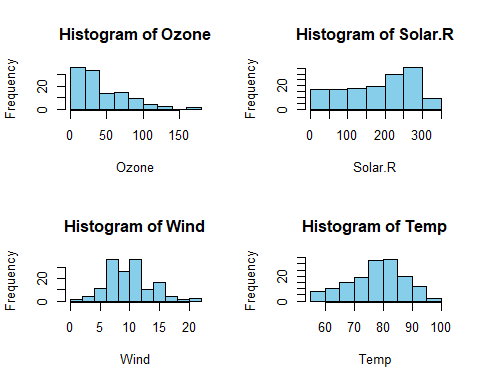 Histogram of Ozone
Frequency
0 20
0 50 100 150
Ozone
Histogram of Solar.R
Frequency
0 20
0 100 200 300
Solar.R
Histogram of Wind
Frequency
0 20
0 5 10 15 20
Wind
Histogram of Temp
Frequency
0 20
60 70 80 90 100
Temp